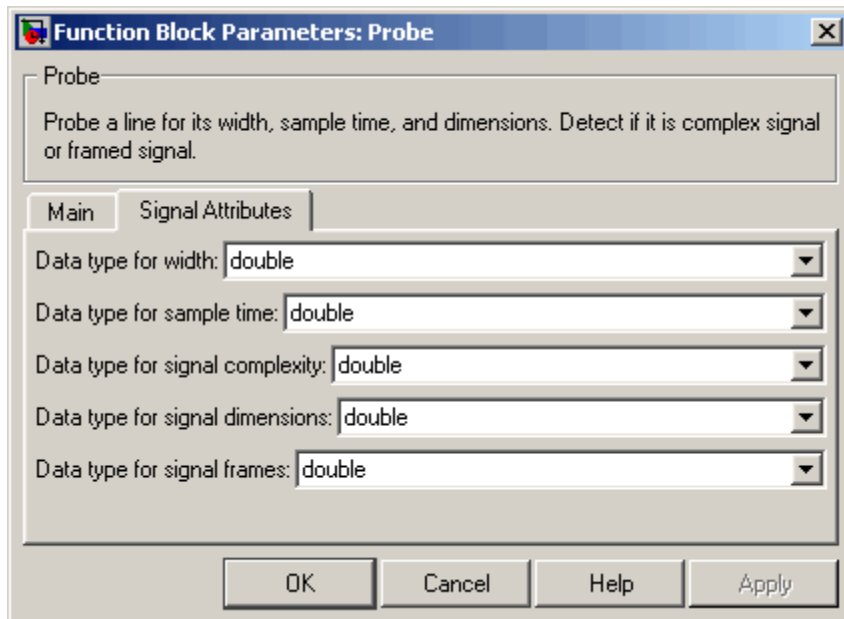 Function Block Parameters: Probe
Probe
Probe a line for its width, sample time, and dimensions. Detect if it is complex signal
or framed signal.
Main Signal Attributes
Data type for width: double
Data type for sample time: double
Data type for signal complexity: double
Data type for signal dimensions: double
Data type for signal frames: double
OK Cancel Help Apply